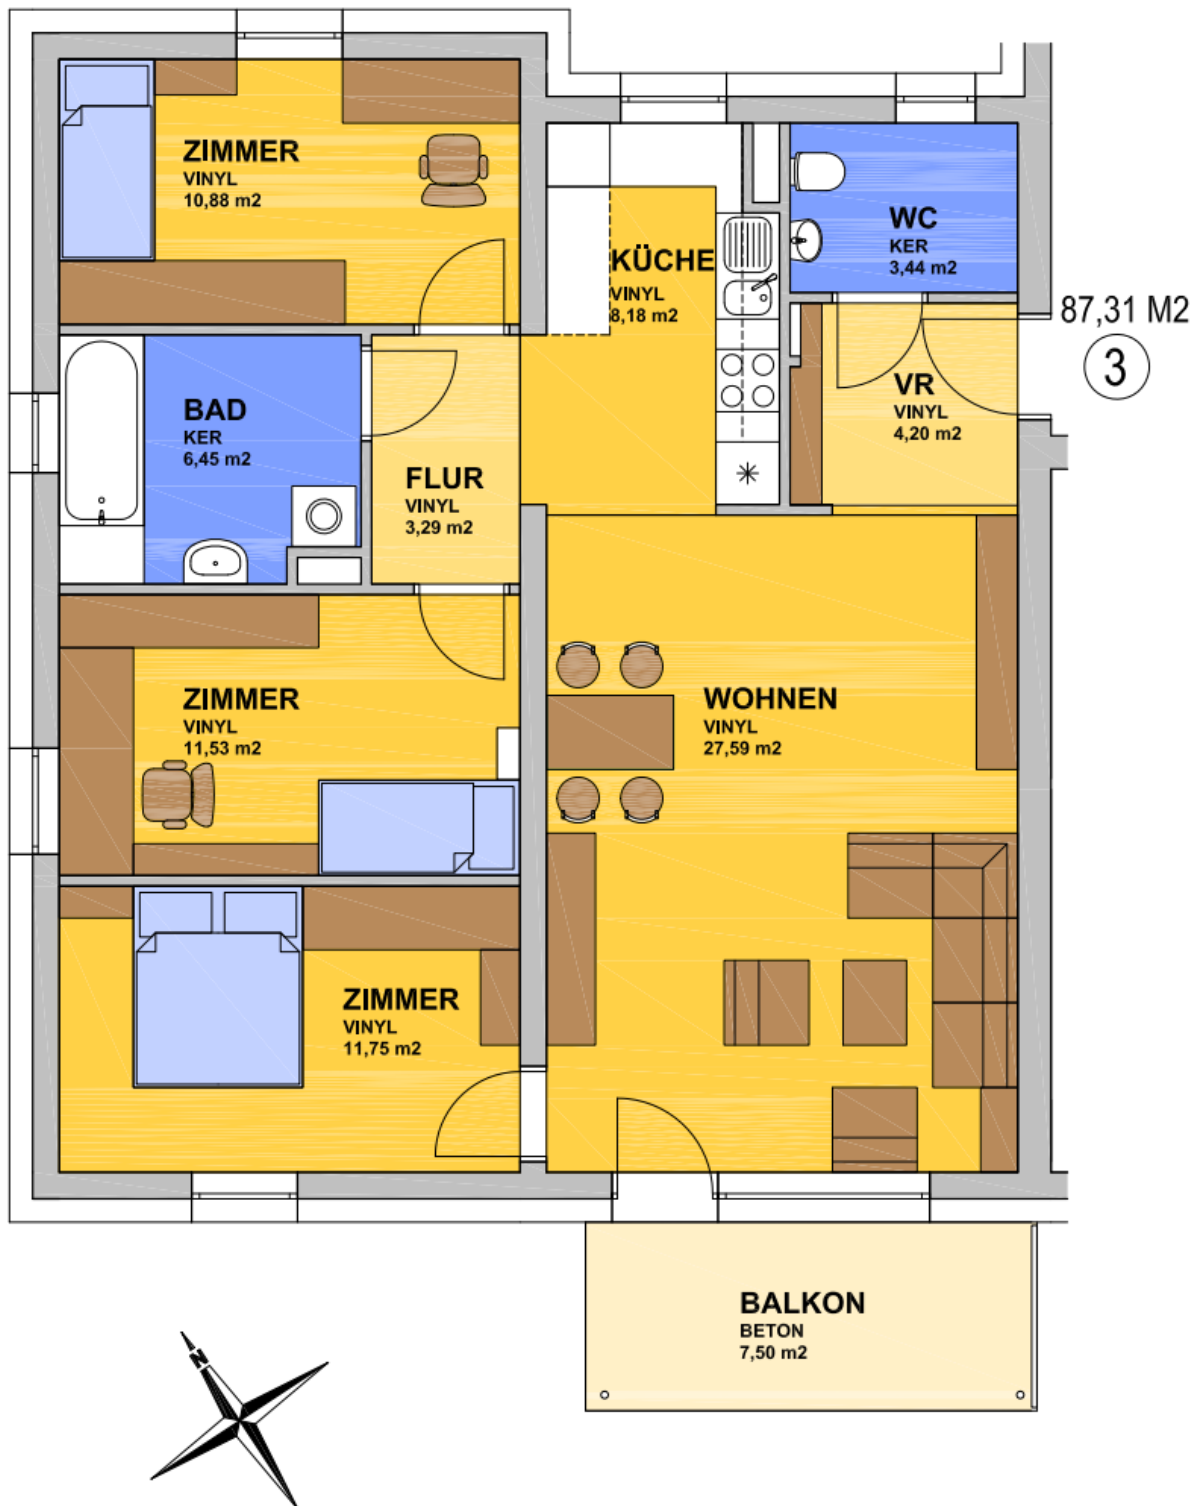 ZIMMER
VINYL
10,88 m2
KÜCHE
VINYL
8,18 m2
WC
KER
3,44 m2
87,31 M2
3
VR
VINYL
4,20 m2
BAD
KER
6,45 m2
FLUR
VINYL
3,29 m2
ZIMMER
VINYL
11,53 m2
WOHNEN
VINYL
27,59 m2
ZIMMER
VINYL
11,75 m2
BALKON
BETON
7,50 m2
N